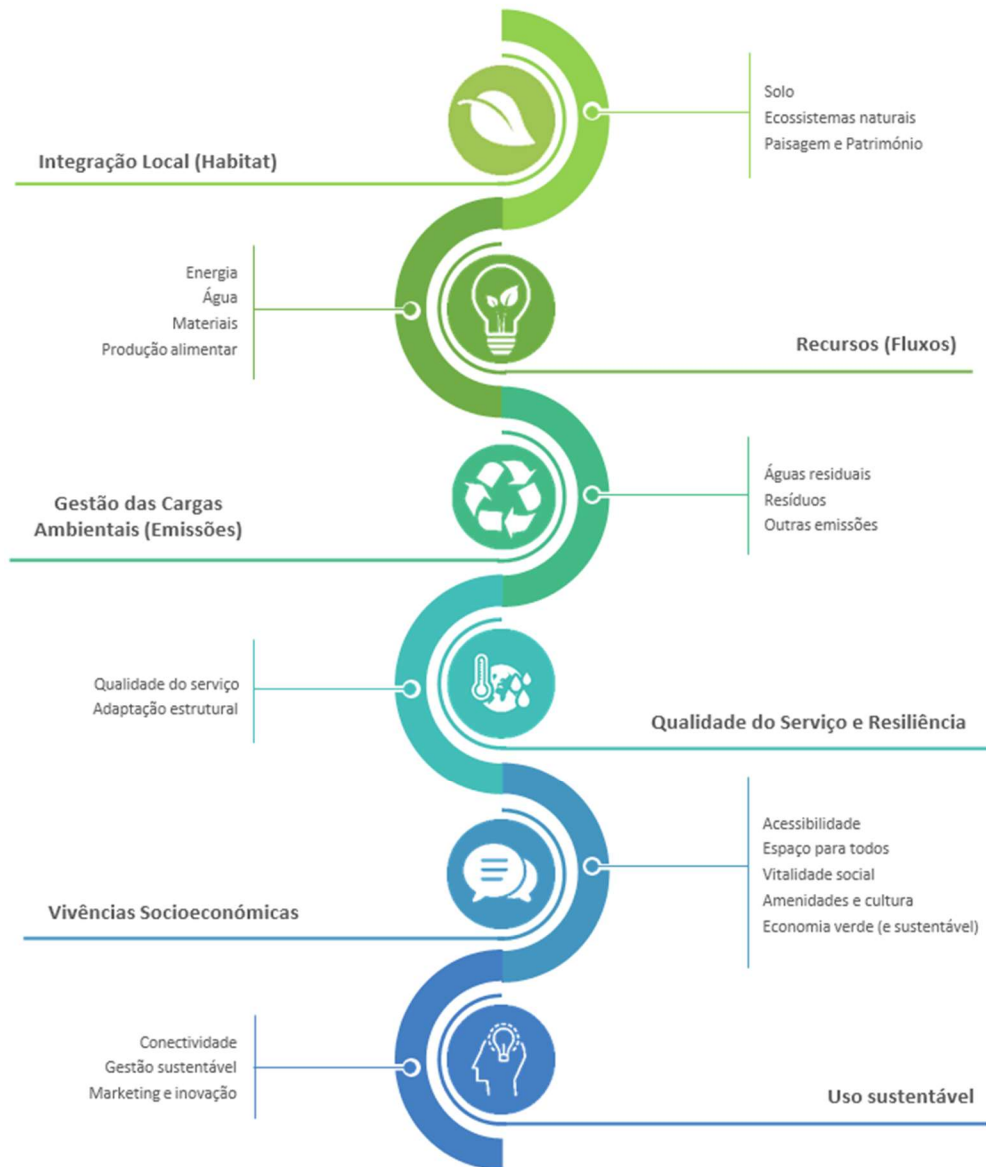 Integração Local (Habitat)
Solo
Ecossistemas naturais
Paisagem e Património
Energia
Água
Materiais
Produção alimentar
Recursos (Fluxos)
Gestão das Cargas
Ambientais (Emissões)
Águas residuais
Resíduos
Outras emissões
Qualidade do serviço
Adaptação estrutural
Qualidade do Serviço e Resiliência
Vivências Socioeconómicas
Acessibilidade
Espaço para todos
Vitalidade social
Amenidades e cultura
Economia verde (e sustentável)
Conectividade
Gestão sustentável
Marketing e inovação
Uso sustentável